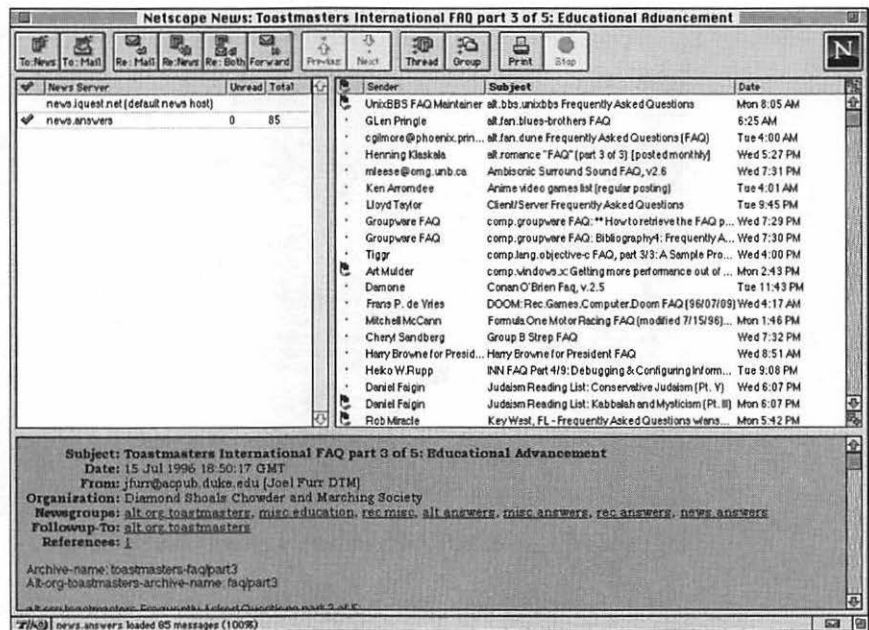 Netscape News: Toastmasters International FAQ part 3 of 5: Educational Advancement
To:News To:Mail Re:Mail Re:News Re:Both Forward Previous Next Thread Group Print Stop N
News Server Unread Total
news.iquest.net (default news host)
news.answers 0 85
Sender Subject Date
UnixBBS FAQ Maintainer alt.bbs.unixbbs Frequently Asked Questions Mon 8:05 AM
GLen Pringle alt.fan.blues-brothers FAQ 6:25 AM
cgilmore@phoenix.prin... alt.fan.dune Frequently Asked Questions (FAQ) Tue 4:00 AM
Henning Klaskala alt.romance "FAQ" (part 3 of 3) [posted monthly] Wed 5:27 PM
mleese@omg.unb.ca Ambisonic Surround Sound FAQ, v2.6 Wed 7:31 PM
Ken Arromdee Anime video games list (regular posting) Tue 4:01 AM
Lloyd Taylor Client/Server Frequently Asked Questions Tue 9:45 PM
Groupware FAQ comp.groupware FAQ: ** How to retrieve the FAQ p... Wed 7:29 PM
Groupware FAQ comp.groupware FAQ: Bibliography4: Frequently A... Wed 7:30 PM
Tiggr comp.lang.objective-c FAQ, part 3/3: A Sample Pro... Wed 4:00 PM
Art Mulder comp.windows.x: Getting more performance out of ... Mon 2:43 PM
Damone Conan O'Brien Faq, v.2.5 Tue 11:43 PM
Frans P. de Vries DOOM: Rec.Games.Computer.Doom FAQ (96/07/09) Wed 4:17 AM
Mitchell McCann Formula One Motor Racing FAQ (modified 7/15/96)... Mon 1:46 PM
Cheryl Sandberg Group B Strep FAQ Wed 7:32 PM
Harry Browne for Presid... Harry Browne for President FAQ Wed 8:51 AM
Heiko W.Rupp INN FAQ Part 4/9: Debugging & Configuring Inform... Tue 9:08 PM
Daniel Faigin Judaism Reading List: Conservative Judaism (Pt. V) Wed 6:07 PM
Daniel Faigin Judaism Reading List: Kabbalah and Mysticism (Pt. III) Mon 6:07 PM
Rob Miracle Key West, FL - Frequently Asked Questions wians... Mon 5:42 PM
Subject: Toastmasters International FAQ part 3 of 5: Educational Advancement
Date: 15 Jul 1996 18:50:17 GMT
From: jfurr@acpub.duke.edu (Joel Furr DTM)
Organization: Diamond Shoals Chowder and Marching Society
Newsgroups: alt.org.toastmasters, misc.education, rec.misc, alt.answers, misc.answers, rec.answers, news.answers
Followup-To: alt.org.toastmasters
References: 1
Archive-name: toastmasters-faq/part3
Alt-org-toastmasters-archive-name: faq/part3
alt.org.toastmasters Frequently Asked Questions part 3 of 5:
news.answers loaded 85 messages (100%)